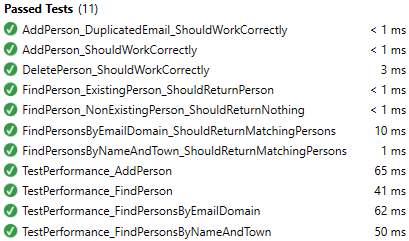 Passed Tests (11)
AddPerson_DuplicatedEmail_ShouldWorkCorrectly < 1 ms
AddPerson_ShouldWorkCorrectly < 1 ms
DeletePerson_ShouldWorkCorrectly 3 ms
FindPerson_ExistingPerson_ShouldReturnPerson < 1 ms
FindPerson_NonExistingPerson_ShouldReturnNothing < 1 ms
FindPersonsByEmailDomain_ShouldReturnMatchingPersons 10 ms
FindPersonsByNameAndTown_ShouldReturnMatchingPersons 1 ms
TestPerformance_AddPerson 65 ms
TestPerformance_FindPerson 41 ms
TestPerformance_FindPersonsByEmailDomain 62 ms
TestPerformance_FindPersonsByNameAndTown 50 ms